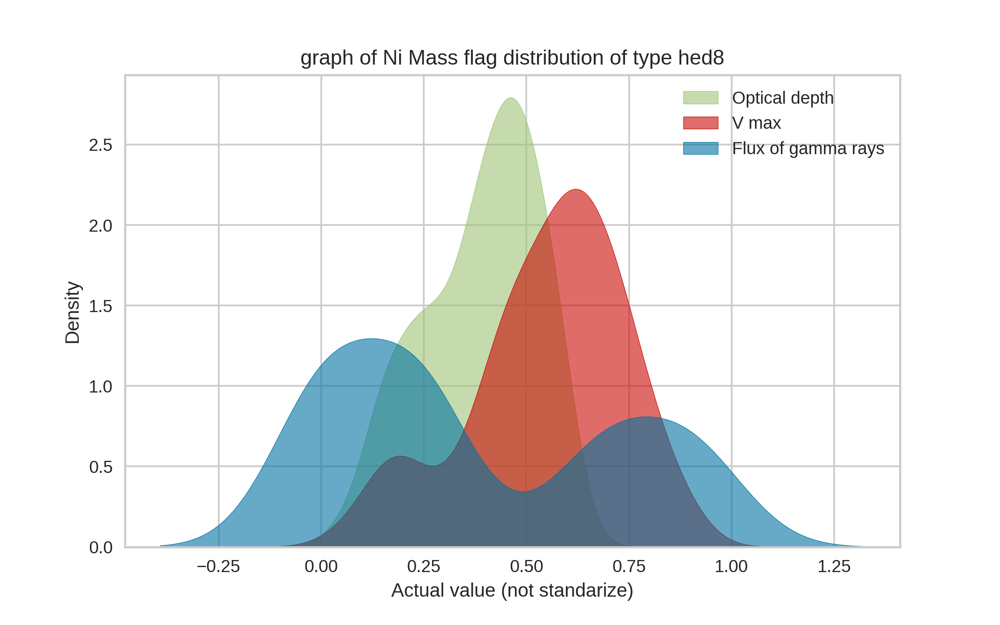 graph of Ni Mass flag distribution of type hed8
Optical depth
V max
Flux of gamma rays
Density
2.5
2.0
1.5
1.0
0.5
0.0
−0.25 0.00 0.25 0.50 0.75 1.00 1.25
Actual value (not standarize)